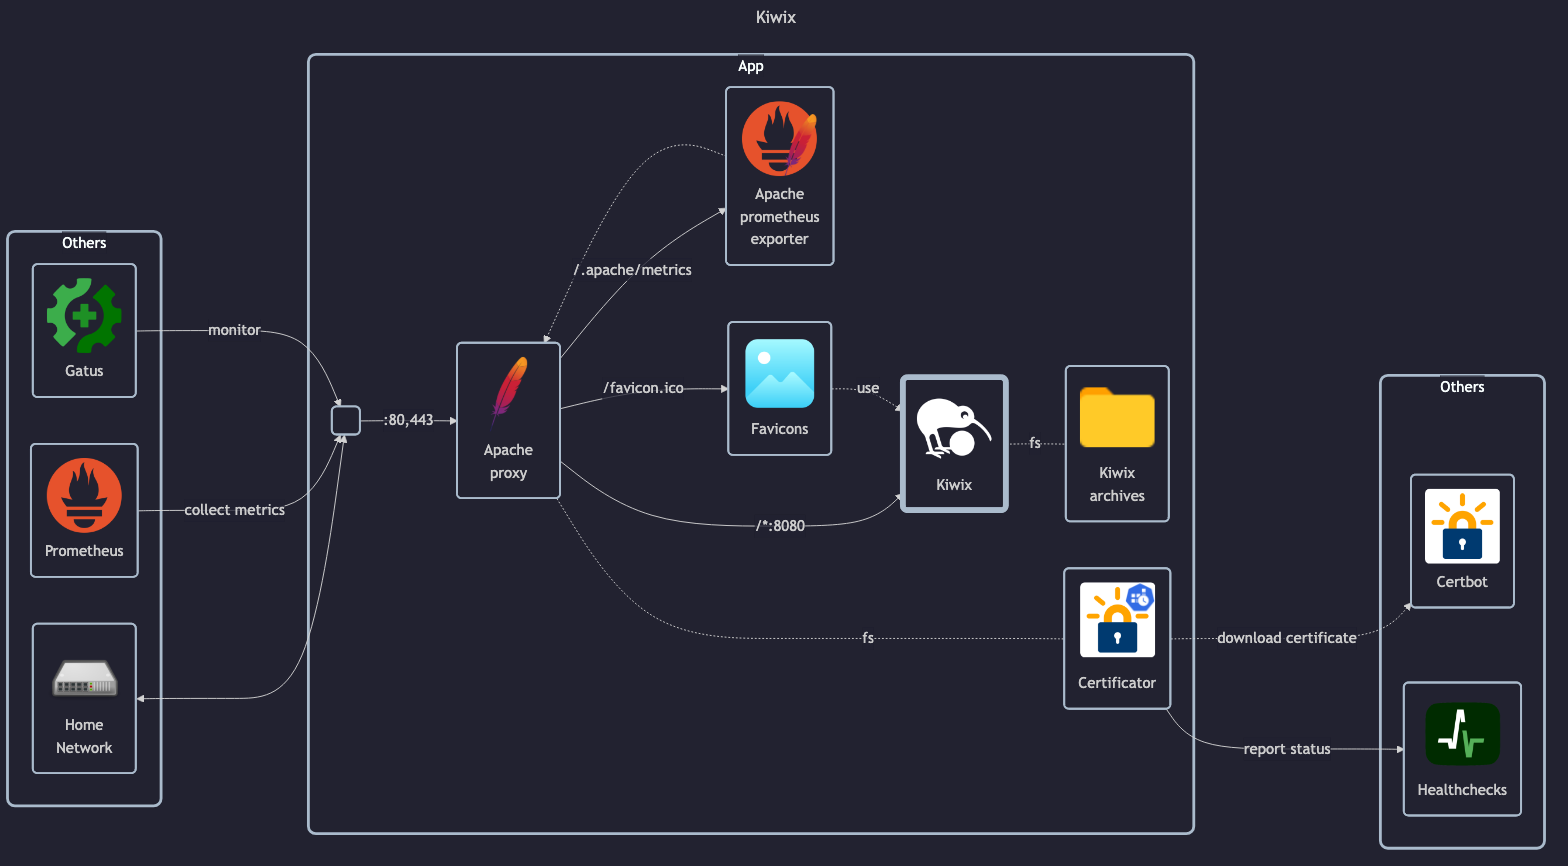 Kiwix
App
Apache
prometheus
exporter
Others
/.apache/metrics
monitor
Gatus
/favicon.ico
use
Favicons
:80,443
Apache
proxy
Kiwix
fs
Kiwix
archives
Others
collect metrics
Prometheus
/*:8080
Certbot
fs
download certificate
Certificator
Home
Network
report status
Healthchecks